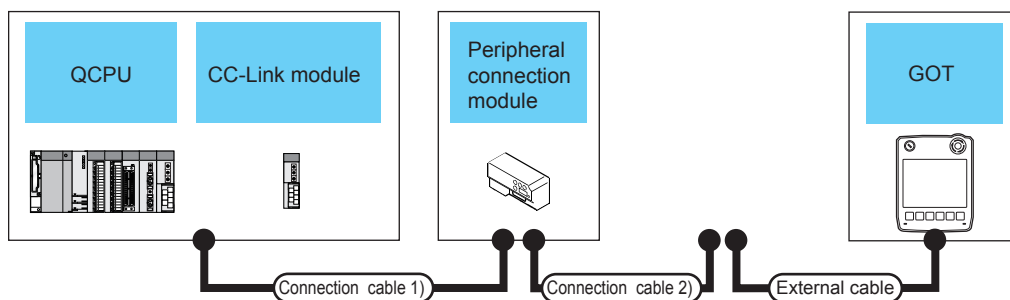 QCPU
CC-Link module
Peripheral
connection
module
GOT
Connection cable 1)
Connection cable 2)
External cable